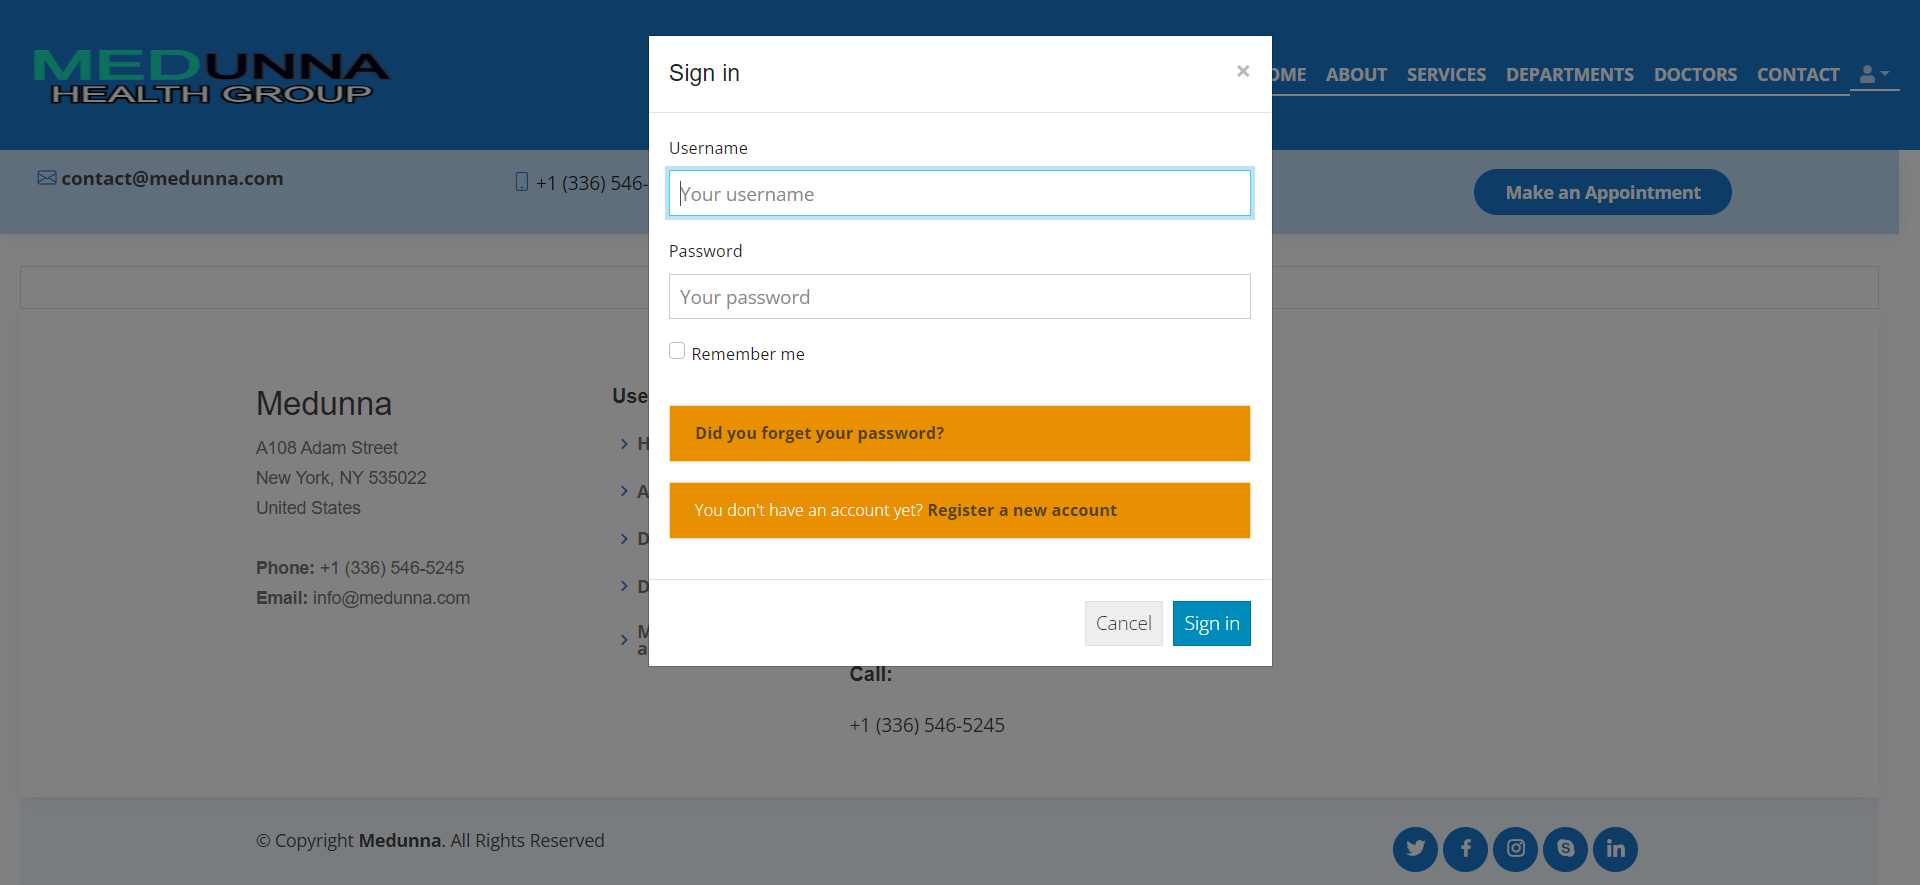 MEDUNNA
HEALTH GROUP
ABOUT
SERVICES
DEPARTMENTS
DOCTORS
CONTACT
contact@medunna.com
+1 (336) 546-
Make an Appointment
Sign in
×
Username
Your username
Password
Your password
Remember me
Did you forget your password?
You don't have an account yet? Register a new account
Cancel
Sign in
Medunna
A108 Adam Street
New York, NY 535022
United States
Phone: +1 (336) 546-5245
Email: info@medunna.com
Call:
+1 (336) 546-5245
© Copyright Medunna. All Rights Reserved